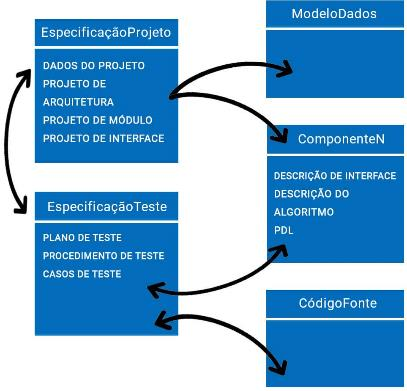 EspecificaçãoProjeto
DADOS DO PROJETO
PROJETO DE
ARQUITETURA
PROJETO DE MÓDULO
PROJETO DE INTERFACE
ModeloDados
ComponenteN
DESCRIÇÃO DE INTERFACE
DESCRIÇÃO DO
ALGORITMO
PDL
EspecificaçãoTeste
PLANO DE TESTE
PROCEDIMENTO DE TESTE
CASOS DE TESTE
CódigoFonte